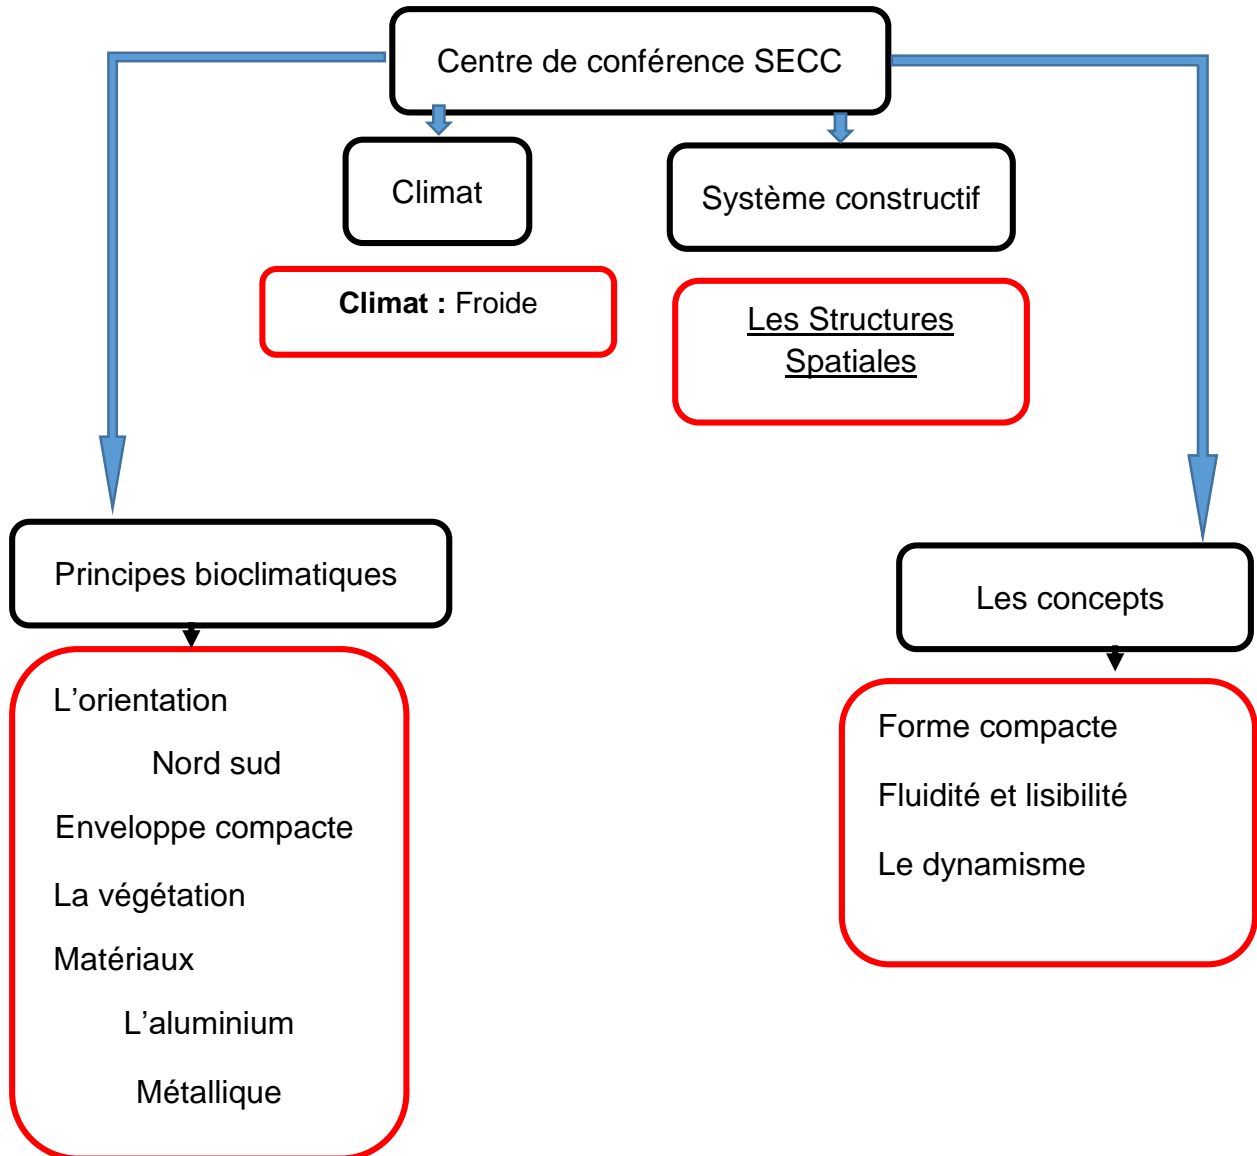 Centre de conférence SECC
Climat
Système constructif
Climat : Froide
Les Structures
Spatiales
Principes bioclimatiques
Les concepts
L’orientation
Nord sud
Enveloppe compacte
La végétation
Matériaux
L’aluminium
Métallique
Forme compacte
Fluidité et lisibilité
Le dynamisme